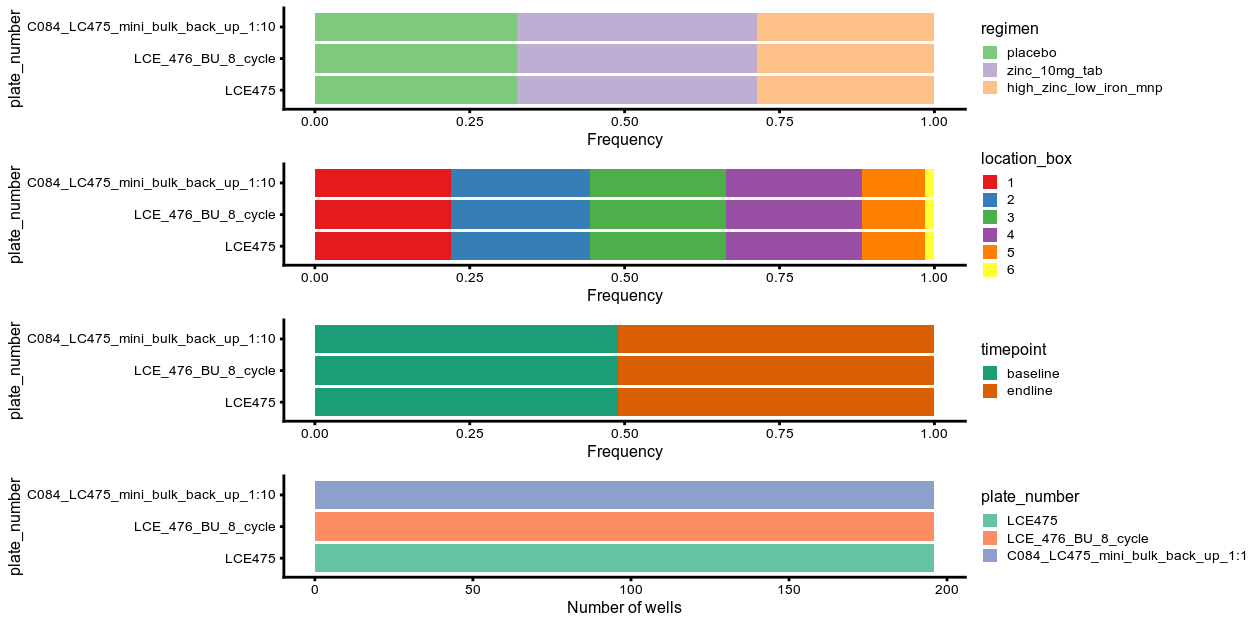 plate_number
C084_LC475_mini_bulk_back_up_1:10
LCE_476_BU_8_cycle
LCE475
0.00 0.25 0.50 0.75 1.00
Frequency
regimen
placebo
zinc_10mg_tab
high_zinc_low_iron_mnp
plate_number
C084_LC475_mini_bulk_back_up_1:10
LCE_476_BU_8_cycle
LCE475
0.00 0.25 0.50 0.75 1.00
Frequency
location_box
1
2
3
4
5
6
plate_number
C084_LC475_mini_bulk_back_up_1:10
LCE_476_BU_8_cycle
LCE475
0.00 0.25 0.50 0.75 1.00
Frequency
timepoint
baseline
endline
plate_number
C084_LC475_mini_bulk_back_up_1:10
LCE_476_BU_8_cycle
LCE475
0 50 100 150 200
Number of wells
plate_number
LCE475
LCE_476_BU_8_cycle
C084_LC475_mini_bulk_back_up_1:1